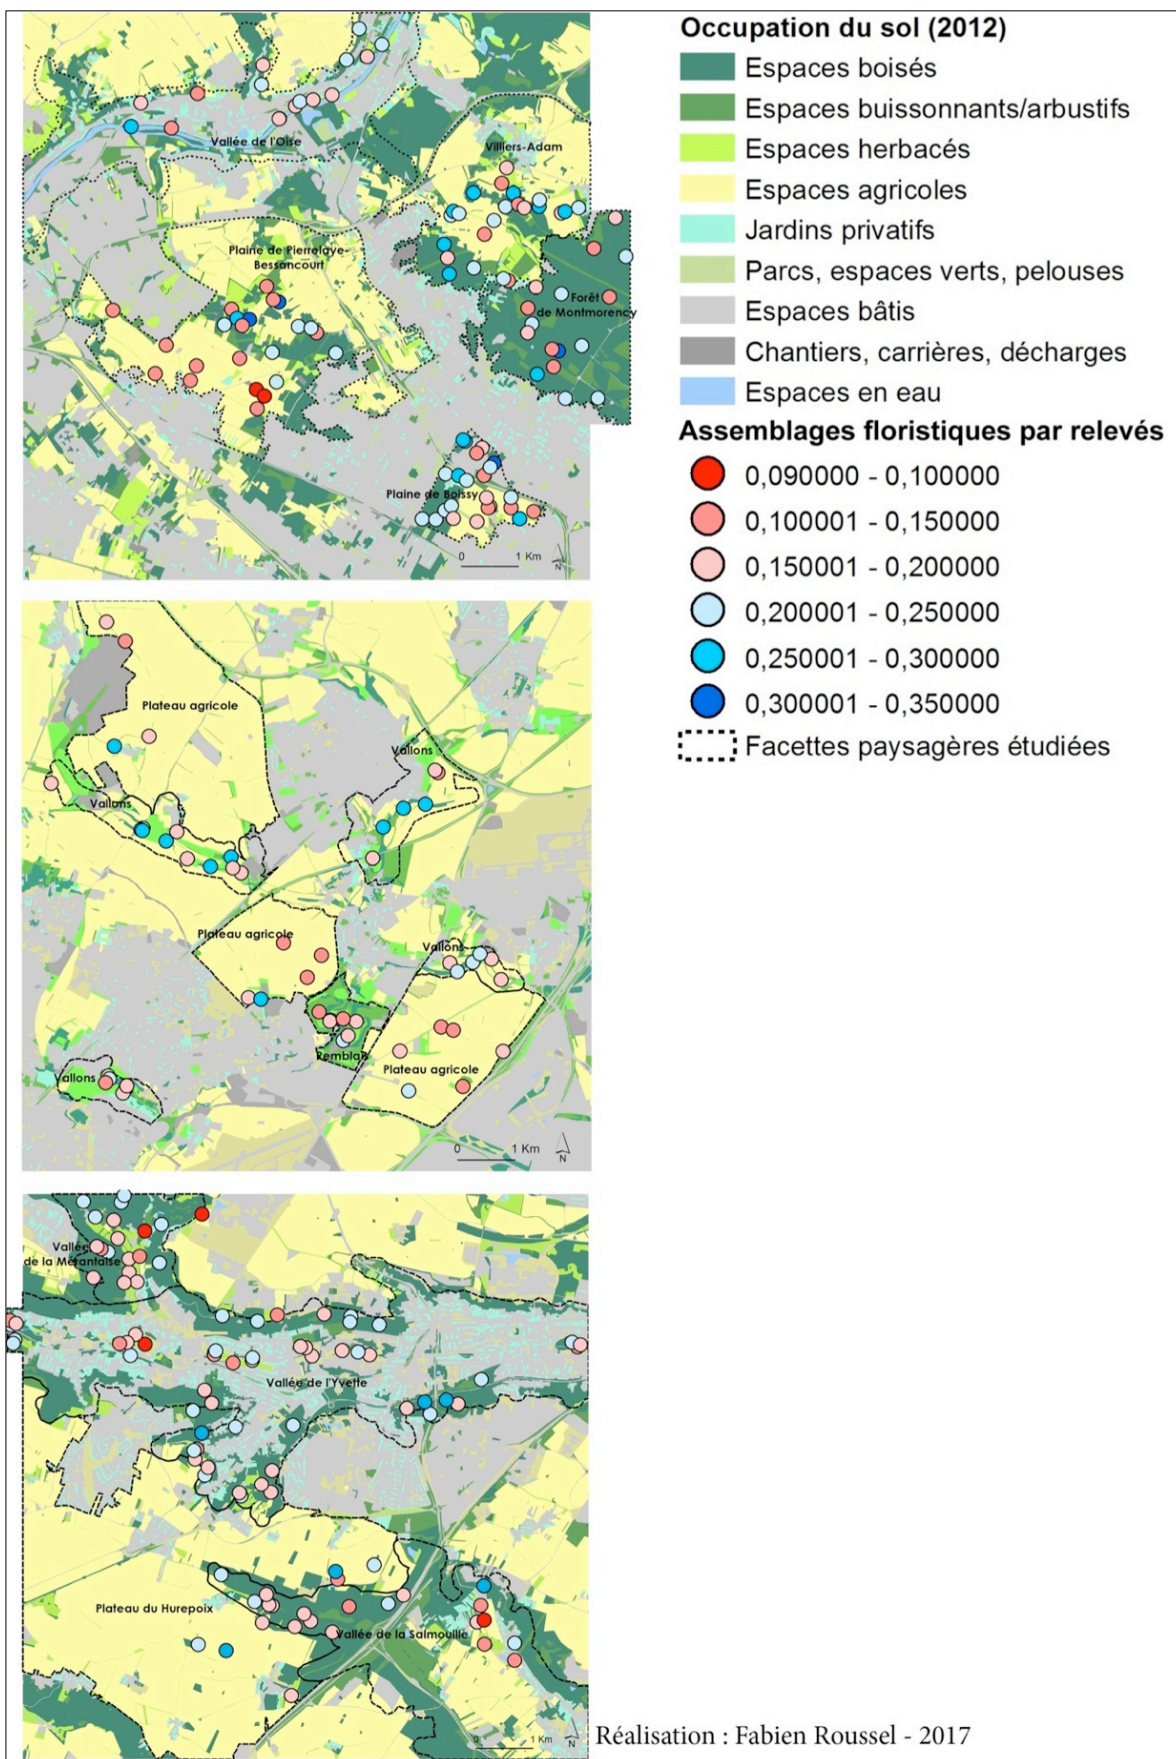 Occupation du sol (2012)
Espaces boisés
Espaces buissonnants/arbustifs
Espaces herbacés
Espaces agricoles
Jardins privatifs
Parcs, espaces verts, pelouses
Espaces bâtis
Chantiers, carrières, décharges
Espaces en eau
Assemblages floristiques par relevés
0,090000 - 0,100000
0,100001 - 0,150000
0,150001 - 0,200000
0,200001 - 0,250000
0,250001 - 0,300000
0,300001 - 0,350000
Facettes paysagères étudiées
Vallée de l'Oise
Villiers-Adam
Plaine de Pierrelaye-
Bessancourt
Forêt
de Montmorency
Plaine de Boissy
0 1 Km
N
Plateau agricole
Vallons
Vallons
Plateau agricole
Vallons
Remblais
Plateau agricole
Vallons
0 1 Km
N
Vallée
de la Mérantaise
Vallée de l'Yvette
Plateau du Hurepoix
Vallée de la Salmouille
0 1 Km
N
Réalisation : Fabien Roussel - 2017